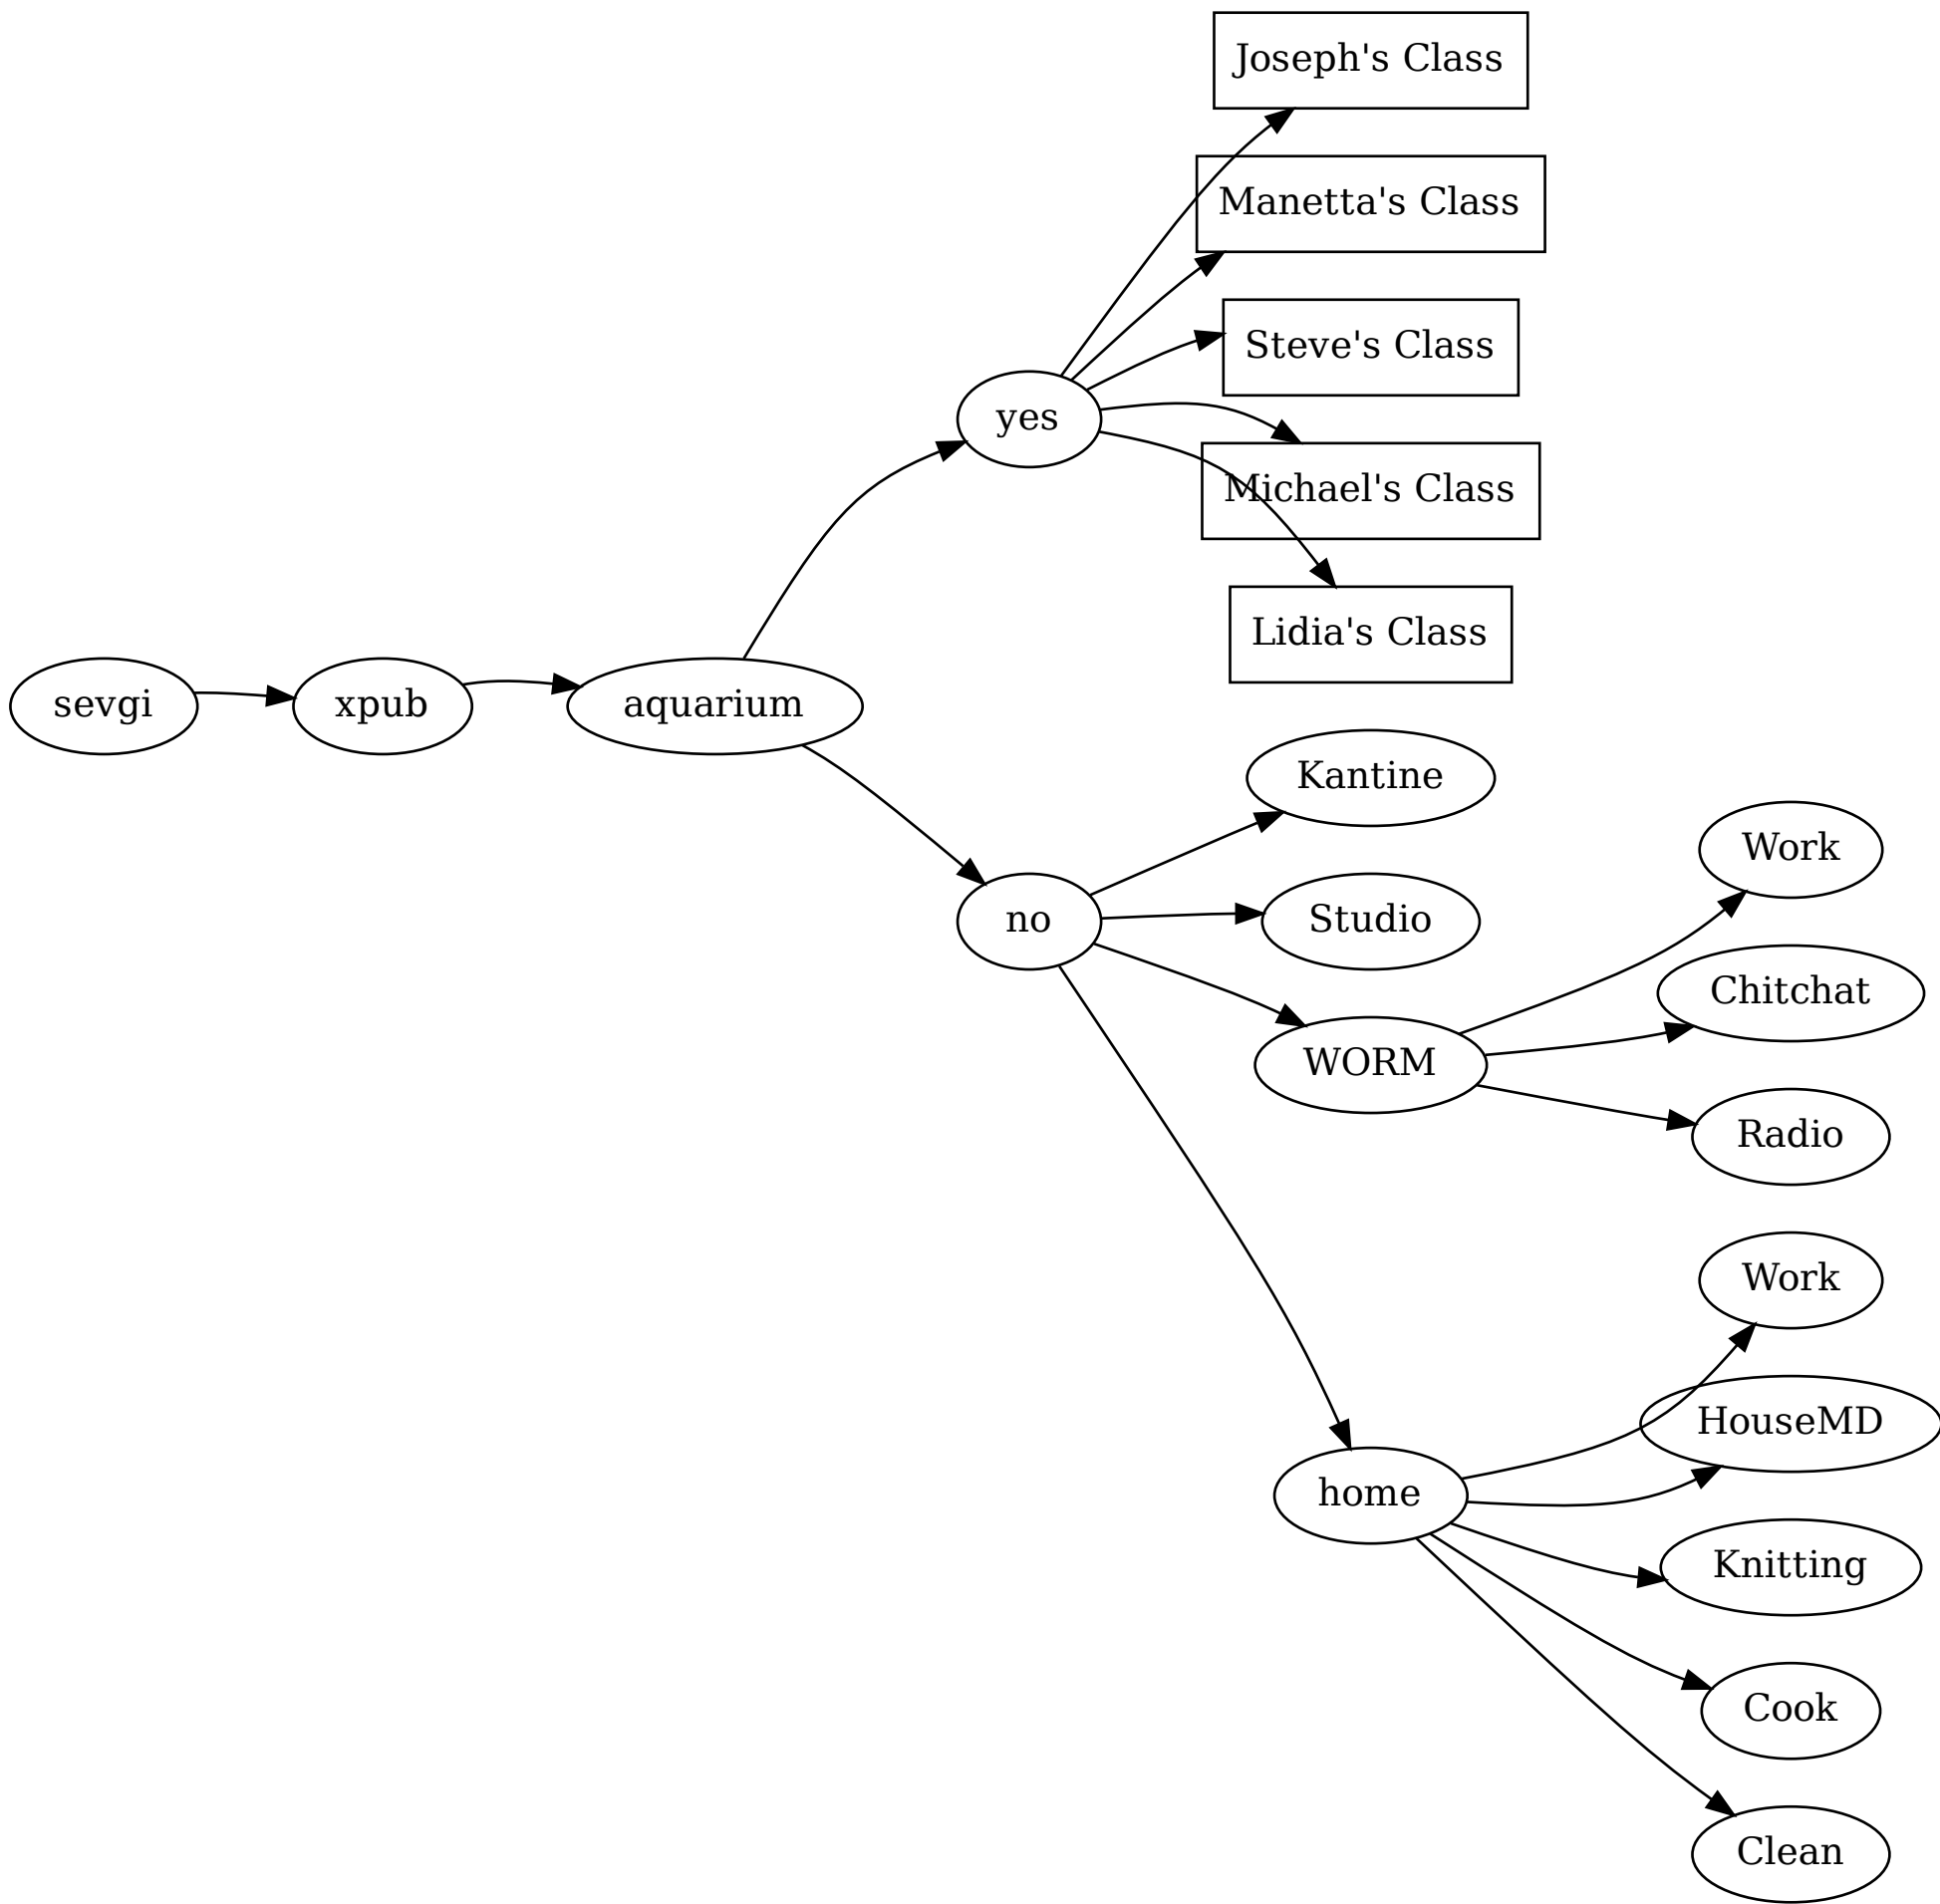 sevgi
xpub
aquarium
yes
Joseph's Class
Manetta's Class
Steve's Class
Michael's Class
Lidia's Class
no
Kantine
Studio
WORM
Work
Chitchat
Radio
home
Work
HouseMD
Knitting
Cook
Clean